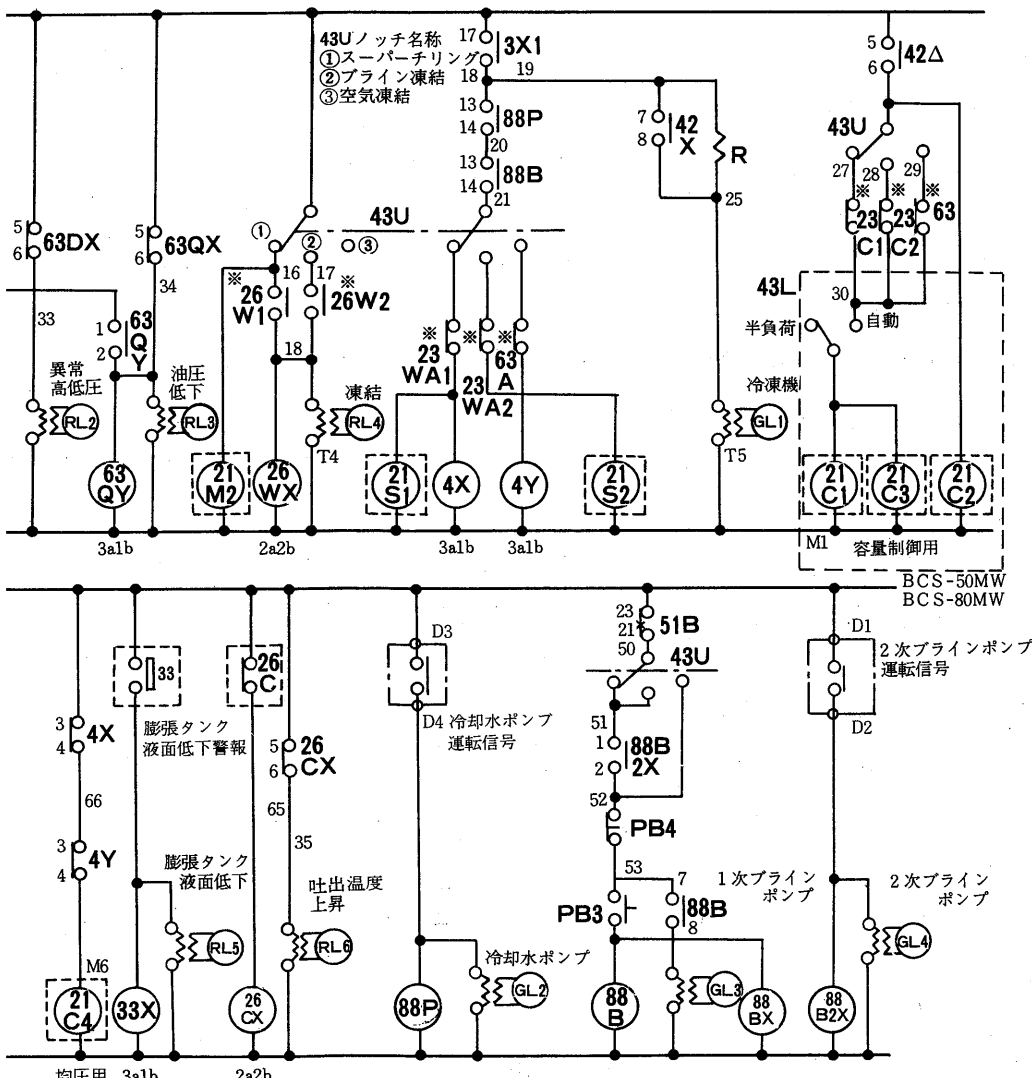 43Uノッチ名称
①スーパーチリング
②ブライン凍結
③空気凍結
17
3X1
18
19
13
14
88P
20
13
14
88B
21
7
8
42
X
R
25
5
6
42Δ
43U
27
28
29
※
23
C1
※
23
C2
※
63
43L
30
半負荷
自動
5
6
63DX
33
5
6
63QX
34
1
2
63
QY
異常
高低圧
RL2
油圧
低下
RL3
63
QY
3a1b
43U
①
②
③
16
17
※
26
W1
※
26W2
18
凍結
RL4
T4
21
M2
26
WX
2a2b
※
23
WA1
※
23
WA2
※
63
A
21
S1
4X
4Y
21
S2
3a1b
3a1b
冷凍機
GL1
T5
21
C1
21
C3
21
C2
M1
容量制御用
BCS-50MW
BCS-80MW
3
4
4X
66
3
4
4Y
M6
21
C4
均圧用
33
膨張タンク
液面低下警報
膨張タンク
液面低下
RL5
33X
3a1b
26
C
26
CX
2a2b
5
6
26
CX
65
35
吐出温度
上昇
RL6
D3
D4 冷却水ポンプ
運転信号
冷却水ポンプ
GL2
88P
23
21
※
51B
50
43U
51
1
2
88B
2X
52
PB4
53
PB3
7
88B
8
1次ブライン
ポンプ
GL3
88
B
88
BX
D1
2次ブラインポンプ
運転信号
D2
2次ブライン
ポンプ
GL4
88
B2X